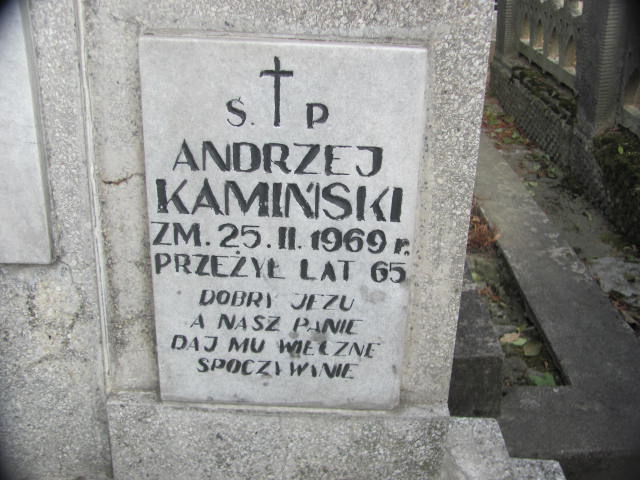 Ś. P
ANDRZEJ
KAMIŃSKI
ZM. 25. II. 1969 r.
PRZEŻYŁ LAT 65
DOBRY JEZU
A NASZ PANIE
DAJ MU WIECZNE
SPOCZYWANIE